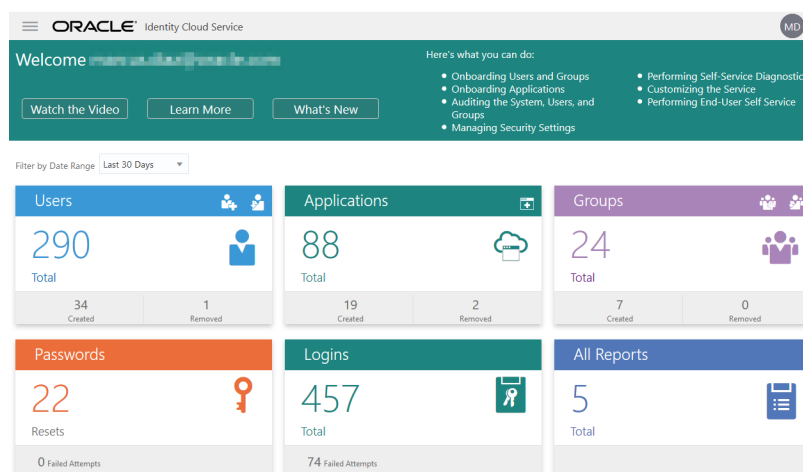 ORACLE® Identity Cloud Service
MD
Welcome
Here's what you can do:
• Onboarding Users and Groups
• Onboarding Applications
• Auditing the System, Users, and
Groups
• Managing Security Settings
• Performing Self-Service Diagnostic
• Customizing the Service
• Performing End-User Self Service
Watch the Video
Learn More
What's New
Filter by Date Range Last 30 Days
Users
290
Total
34
Created
1
Removed
Applications
88
Total
19
Created
2
Removed
Groups
24
Total
7
Created
0
Removed
Passwords
22
Resets
0 Failed Attempts
Logins
457
Total
74 Failed Attempts
All Reports
5
Total